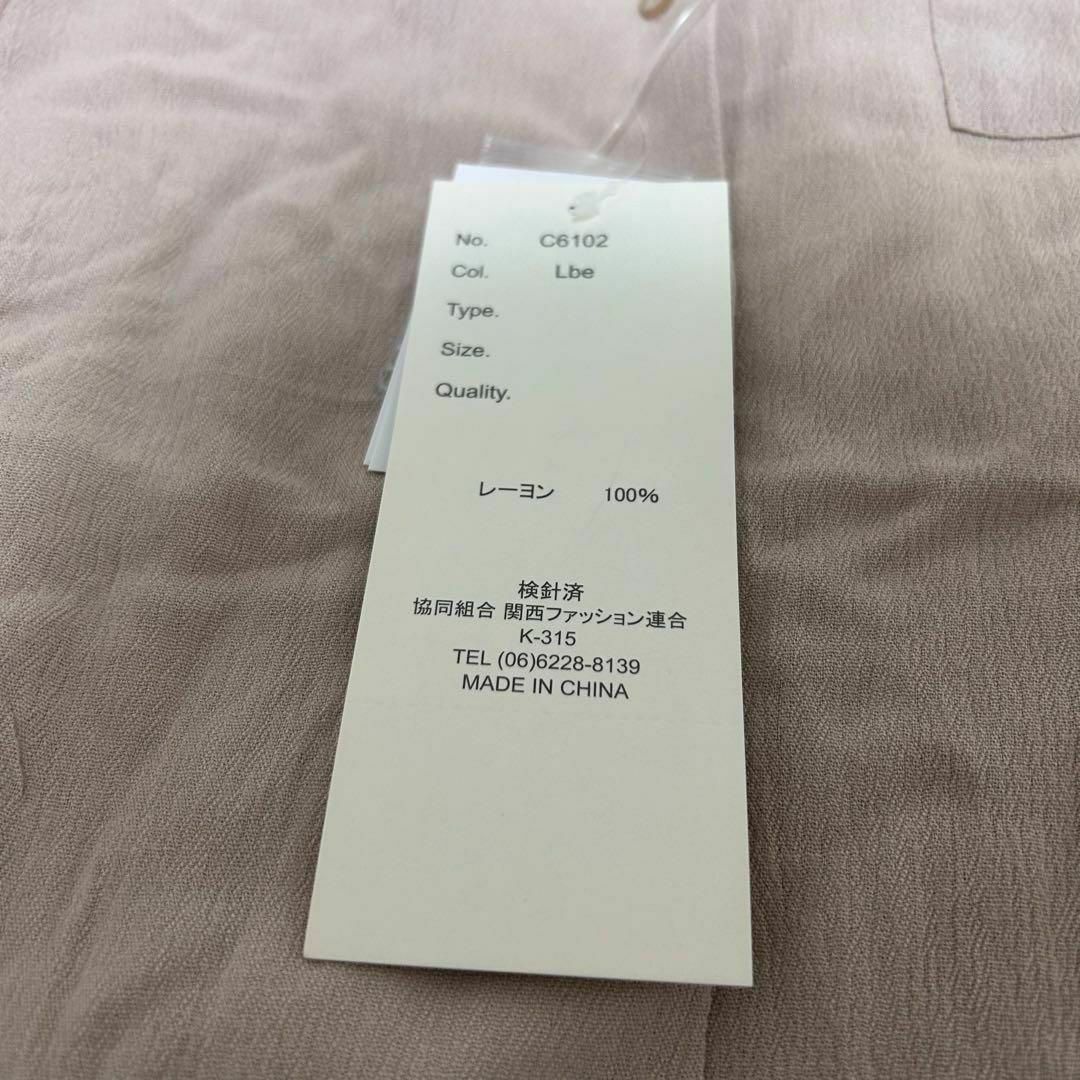 No. C6102
Col. Lbe
Type.
Size.
Quality.
レーヨン 100%
検針済
協同組合 関西ファッション連合
K-315
TEL (06)6228-8139
MADE IN CHINA